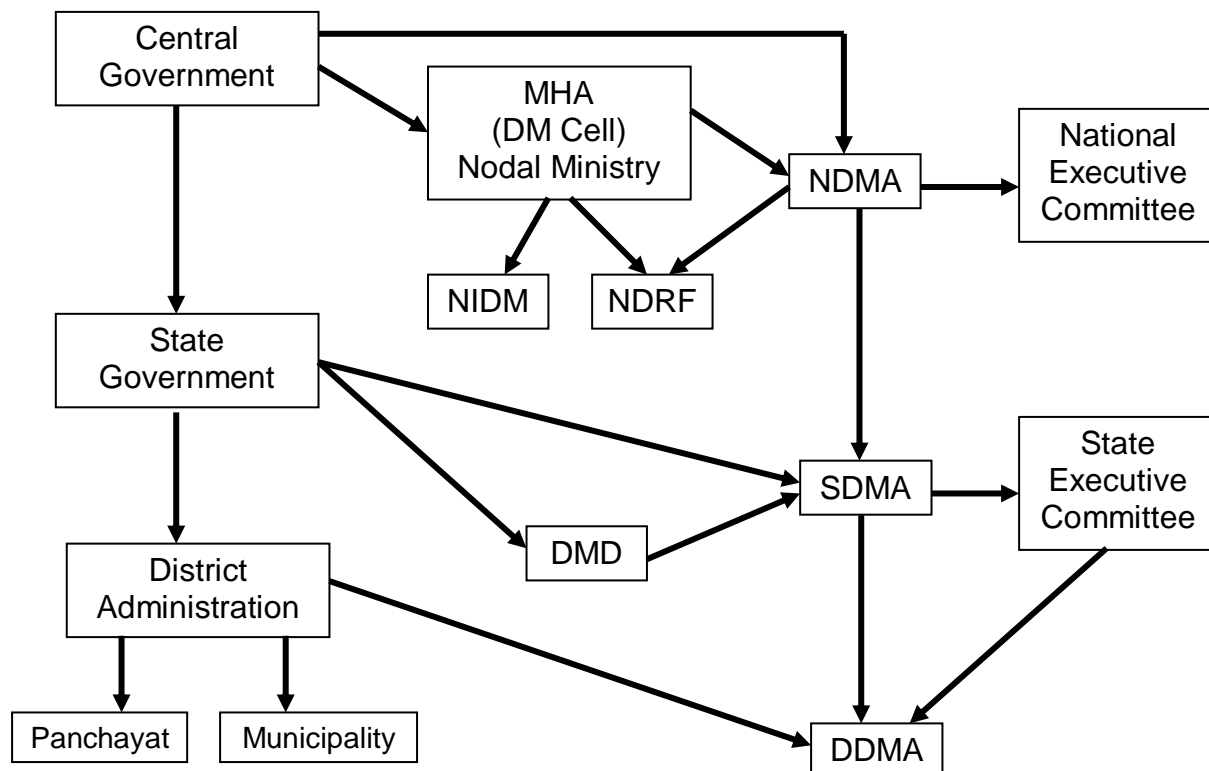 Central
Government
MHA
(DM Cell)
Nodal Ministry
NDMA
National
Executive
Committee
NIDM
NDRF
State
Government
SDMA
State
Executive
Committee
DMD
District
Administration
Panchayat
Municipality
DDMA